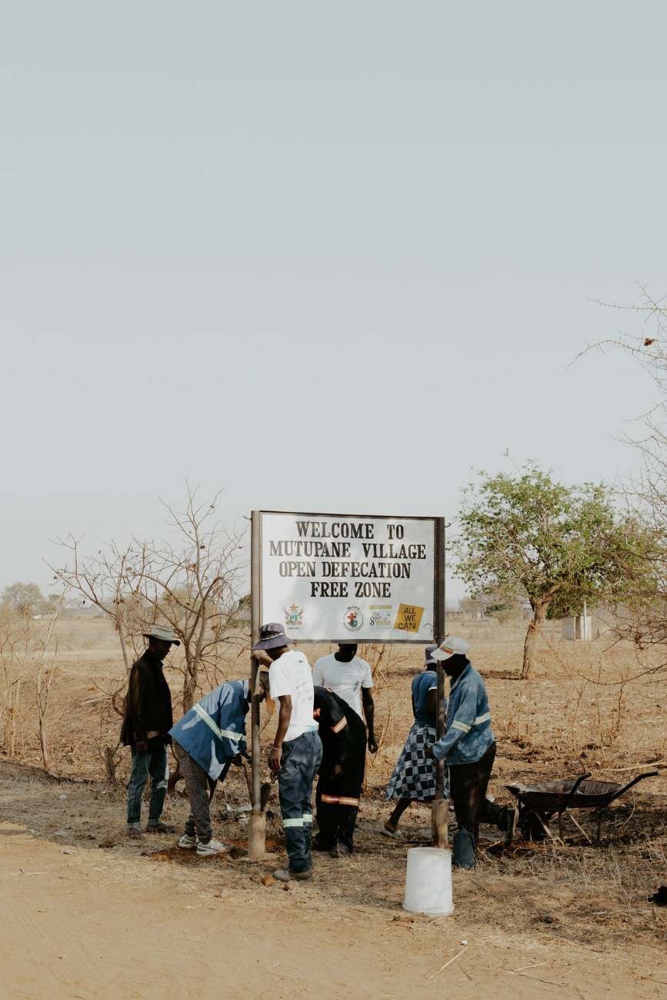 WELCOME TO
MUTUPANE VILLAGE
OPEN DEFECATION
FREE ZONE
ALL
WE
CAN